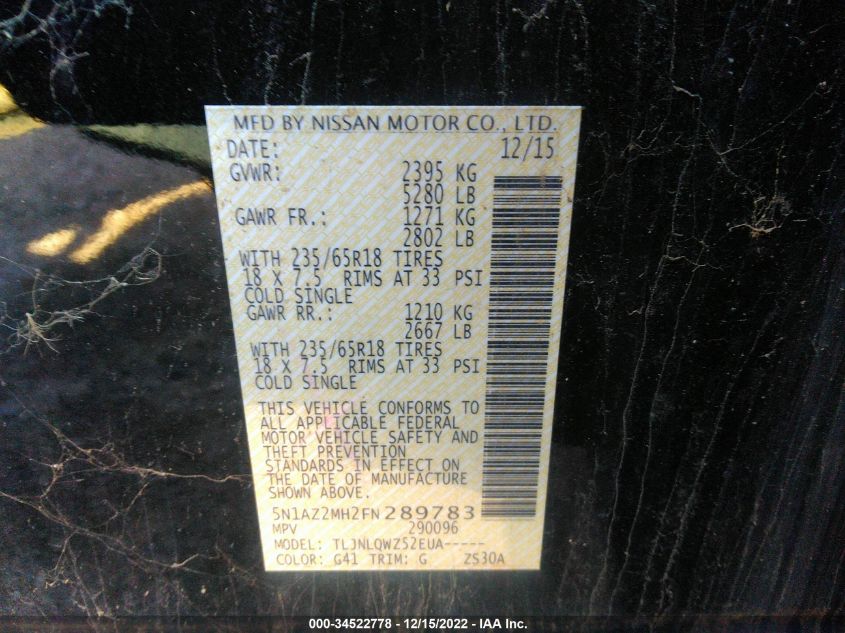 MFD BY NISSAN MOTOR CO., LTD.
DATE: 12/15
GVWR: 2395 KG
5280 LB
GAWR FR.: 1271 KG
2802 LB
WITH 235/65R18 TIRES
18 X 7.5 RIMS AT 33 PSI
COLD SINGLE
GAWR RR.: 1210 KG
2667 LB
WITH 235/65R18 TIRES
18 X 7.5 RIMS AT 33 PSI
COLD SINGLE
THIS VEHICLE CONFORMS TO
ALL APPLICABLE FEDERAL
MOTOR VEHICLE SAFETY AND
THEFT PREVENTION
STANDARDS IN EFFECT ON
THE DATE OF MANUFACTURE
SHOWN ABOVE.
5N1AZ2MH2FN289783
MPV 290096
MODEL: TLJNLQWZ52EUA-----
COLOR: G41 TRIM: G ZS30A
000-34522778 - 12/15/2022 - IAA Inc.